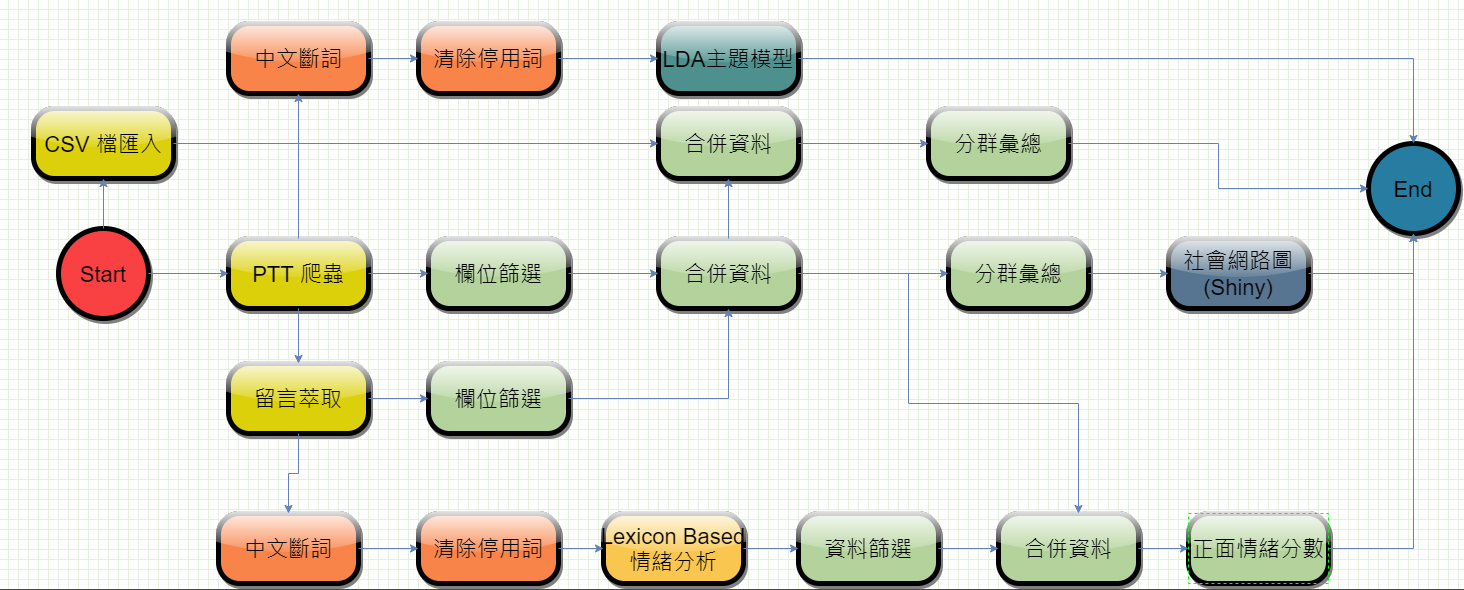 中文斷詞
清除停用詞
LDA主題模型
CSV 檔匯入
合併資料
分群彙總
End
Start
PTT 爬蟲
欄位篩選
合併資料
分群彙總
社會網路圖
(Shiny)
留言萃取
欄位篩選
中文斷詞
清除停用詞
Lexicon Based
情緒分析
資料篩選
合併資料
正面情緒分數